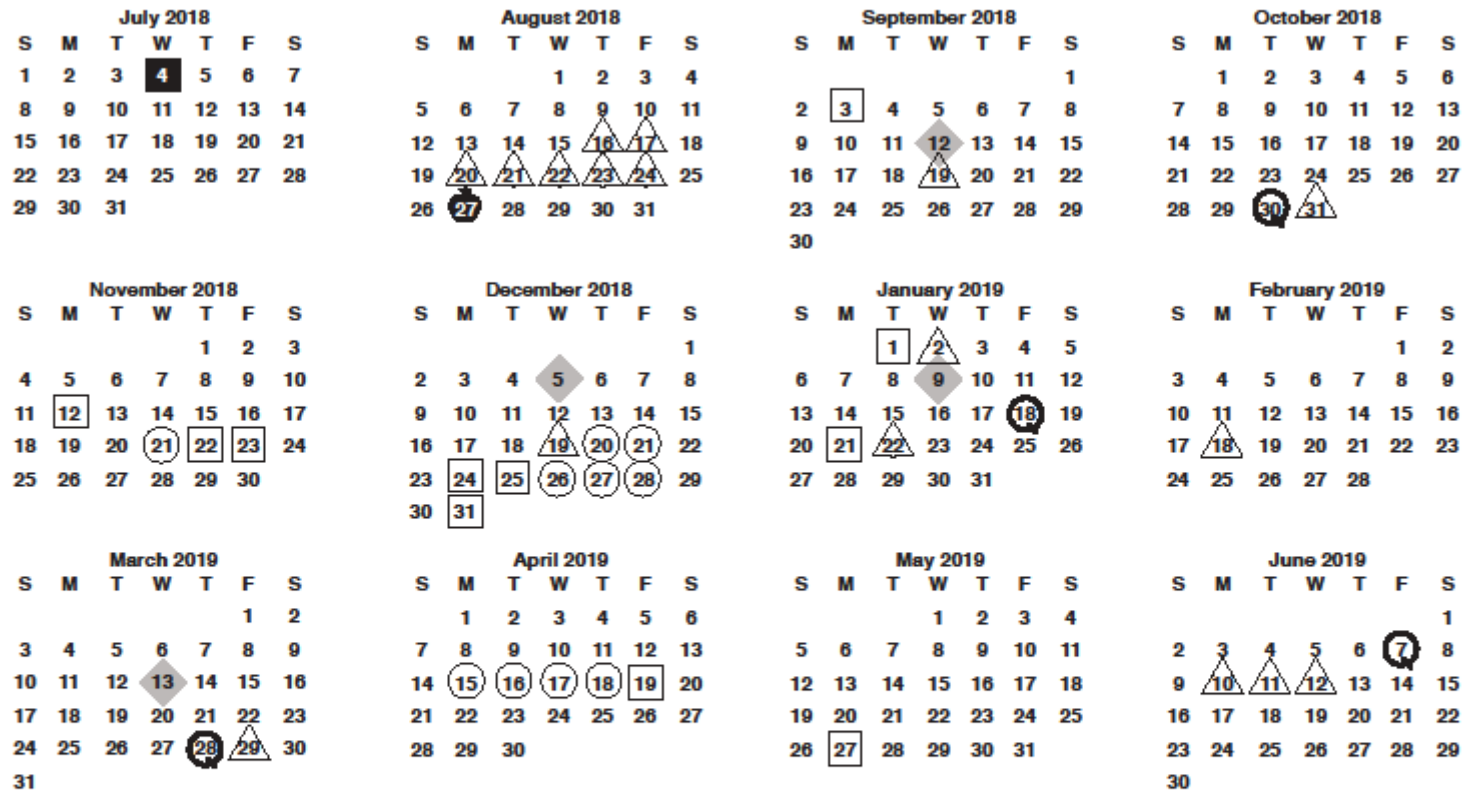 July 2018
S M T W T F S
1 2 3 4 5 6 7
8 9 10 11 12 13 14
15 16 17 18 19 20 21
22 23 24 25 26 27 28
29 30 31
August 2018
S M T W T F S
1 2 3 4
5 6 7 8 9 10 11
12 13 14 15 16 17 18
19 20 21 22 23 24 25
26 27 28 29 30 31
September 2018
S M T W T F S
1
2 3 4 5 6 7 8
9 10 11 12 13 14 15
16 17 18 19 20 21 22
23 24 25 26 27 28 29
30
October 2018
S M T W T F S
1 2 3 4 5 6
7 8 9 10 11 12 13
14 15 16 17 18 19 20
21 22 23 24 25 26 27
28 29 30 31
November 2018
S M T W T F S
1 2 3
4 5 6 7 8 9 10
11 12 13 14 15 16 17
18 19 20 21 22 23 24
25 26 27 28 29 30
December 2018
S M T W T F S
1
2 3 4 5 6 7 8
9 10 11 12 13 14 15
16 17 18 19 20 21 22
23 24 25 26 27 28 29
30 31
January 2019
S M T W T F S
1 2 3 4 5
6 7 8 9 10 11 12
13 14 15 16 17 18 19
20 21 22 23 24 25 26
27 28 29 30 31
February 2019
S M T W T F S
1 2
3 4 5 6 7 8 9
10 11 12 13 14 15 16
17 18 19 20 21 22 23
24 25 26 27 28
March 2019
S M T W T F S
1 2
3 4 5 6 7 8 9
10 11 12 13 14 15 16
17 18 19 20 21 22 23
24 25 26 27 28 29 30
31
April 2019
S M T W T F S
1 2 3 4 5 6
7 8 9 10 11 12 13
14 15 16 17 18 19 20
21 22 23 24 25 26 27
28 29 30
May 2019
S M T W T F S
1 2 3 4
5 6 7 8 9 10 11
12 13 14 15 16 17 18
19 20 21 22 23 24 25
26 27 28 29 30 31
June 2019
S M T W T F S
1
2 3 4 5 6 7 8
9 10 11 12 13 14 15
16 17 18 19 20 21 22
23 24 25 26 27 28 29
30